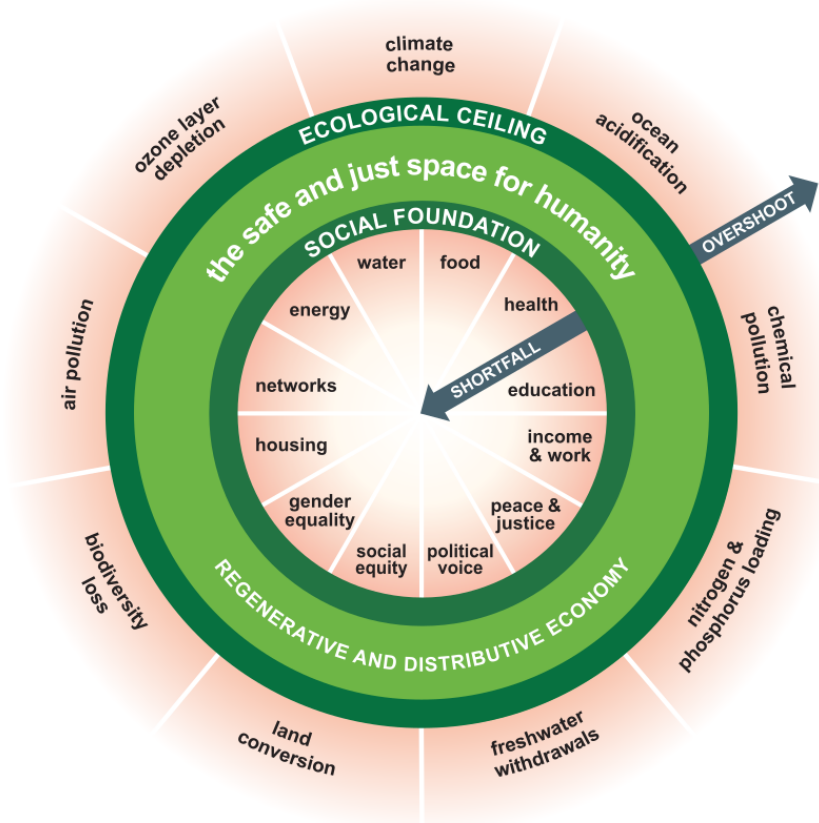 climate
change
ocean
acidification
OVERSHOOT
chemical
pollution
nitrogen &
phosphorus loading
freshwater
withdrawals
land
conversion
biodiversity
loss
air pollution
ozone layer
depletion
ECOLOGICAL CEILING
the safe and just space for humanity
SOCIAL FOUNDATION
water
food
health
SHORTFALL
education
income
& work
peace &
justice
political
voice
social
equity
gender
equality
housing
networks
energy
REGENERATIVE AND DISTRIBUTIVE ECONOMY